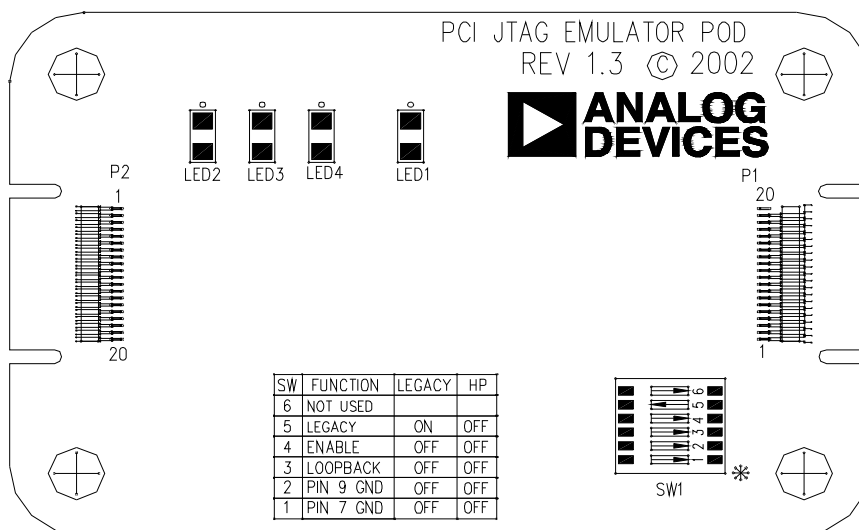 PCI JTAG EMULATOR POD
REV 1.3 © 2002
ANALOG
DEVICES
LED2 LED3 LED4 LED1
P2
1
20
P1
20
1
SW FUNCTION LEGACY HP
6 NOT USED
5 LEGACY ON OFF
4 ENABLE OFF OFF
3 LOOPBACK OFF OFF
2 PIN 9 GND OFF OFF
1 PIN 7 GND OFF OFF
6
5
4
3
2
1
SW1